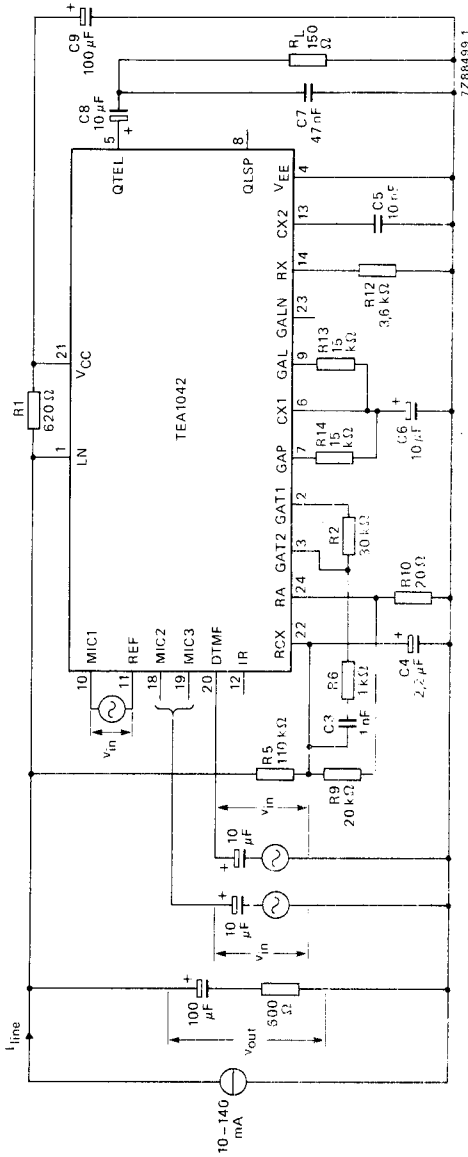 I line
10–140
mA
100
µF
+
600
Ω
vout
10
µF
+
vin
10
µF
+
vin
R5
110 kΩ
R9
20 kΩ
C3
1 nF
R6
1 kΩ
R2
30 kΩ
C4
2,2 µF
+
R10
20 Ω
R1
620 Ω
C9
100 µF
+
vin
10 MIC1
11 REF
18 MIC2
19 MIC3
20 DTMF
12 IR
1
LN
21
VCC
TEA1042
QTEL
5
QLSP
8
RCX
22
RA
24
GAT2
3
GAT1
2
GAP
7
CX1
6
GAL
9
GALN
23
RX
14
CX2
13
VEE
4
R14
15
kΩ
R13
15
kΩ
C6
10 µF
+
R12
3,6 kΩ
C5
10 nF
C8
10 µF
+
C7
47 nF
RL
150
Ω
7Z88499.1